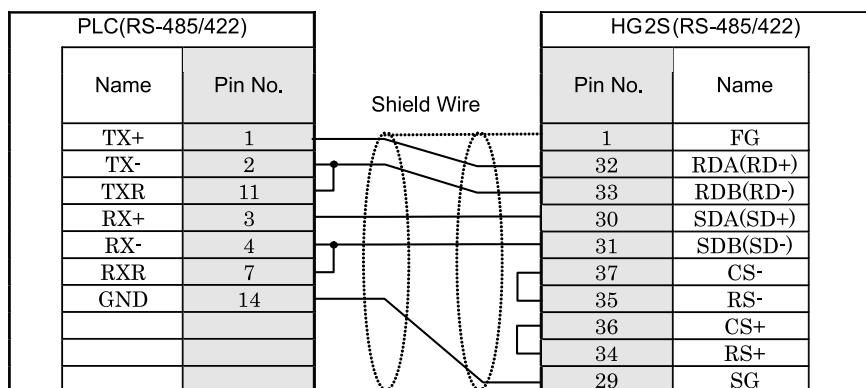 PLC(RS-485/422) HG2S(RS-485/422)
Name Pin No. Shield Wire Pin No. Name
TX+ 1 1 FG
TX- 2 32 RDA(RD+)
TXR 11 33 RDB(RD-)
RX+ 3 30 SDA(SD+)
RX- 4 31 SDB(SD-)
RXR 7 37 CS-
GND 14 35 RS-
36 CS+
34 RS+
29 SG